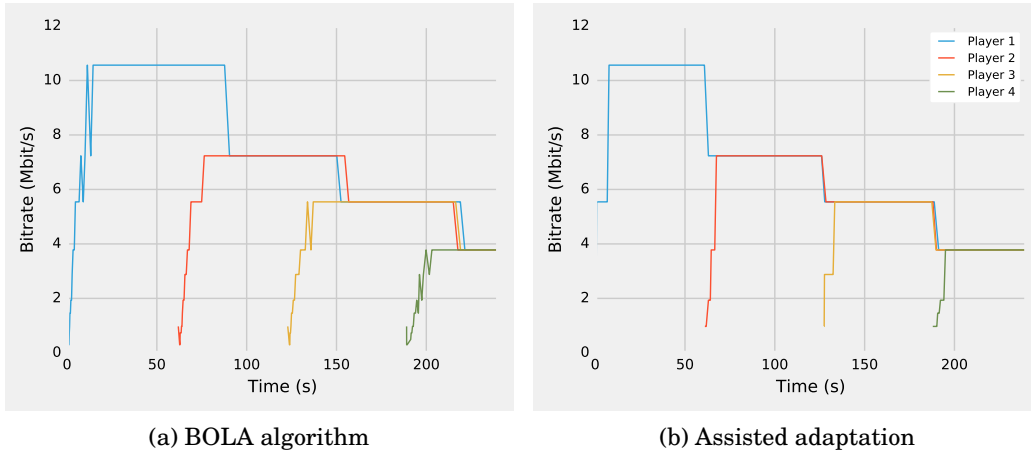 12
10
8
6
4
2
0
Bitrate (Mbit/s)
0 50 100 150 200
Time (s)
(a) BOLA algorithm
12
10
8
6
4
2
0
Bitrate (Mbit/s)
Player 1
Player 2
Player 3
Player 4
0 50 100 150 200
Time (s)
(b) Assisted adaptation